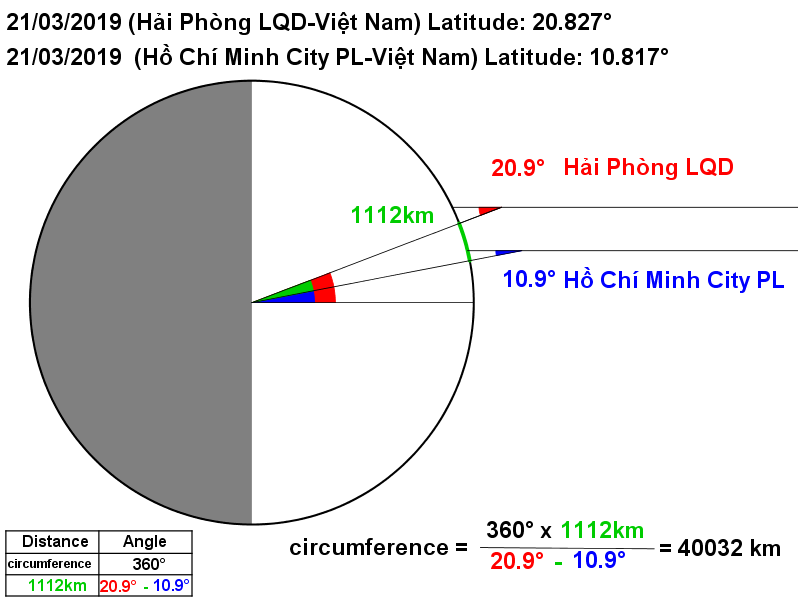 21/03/2019 (Hải Phòng LQD-Việt Nam) Latitude: 20.827°
21/03/2019 (Hồ Chí Minh City PL-Việt Nam) Latitude: 10.817°
20.9° Hải Phòng LQD
1112km
10.9° Hồ Chí Minh City PL
Distance Angle
circumference 360°
1112km 20.9° - 10.9°
circumference = 360° x 1112km
20.9° - 10.9°
= 40032 km